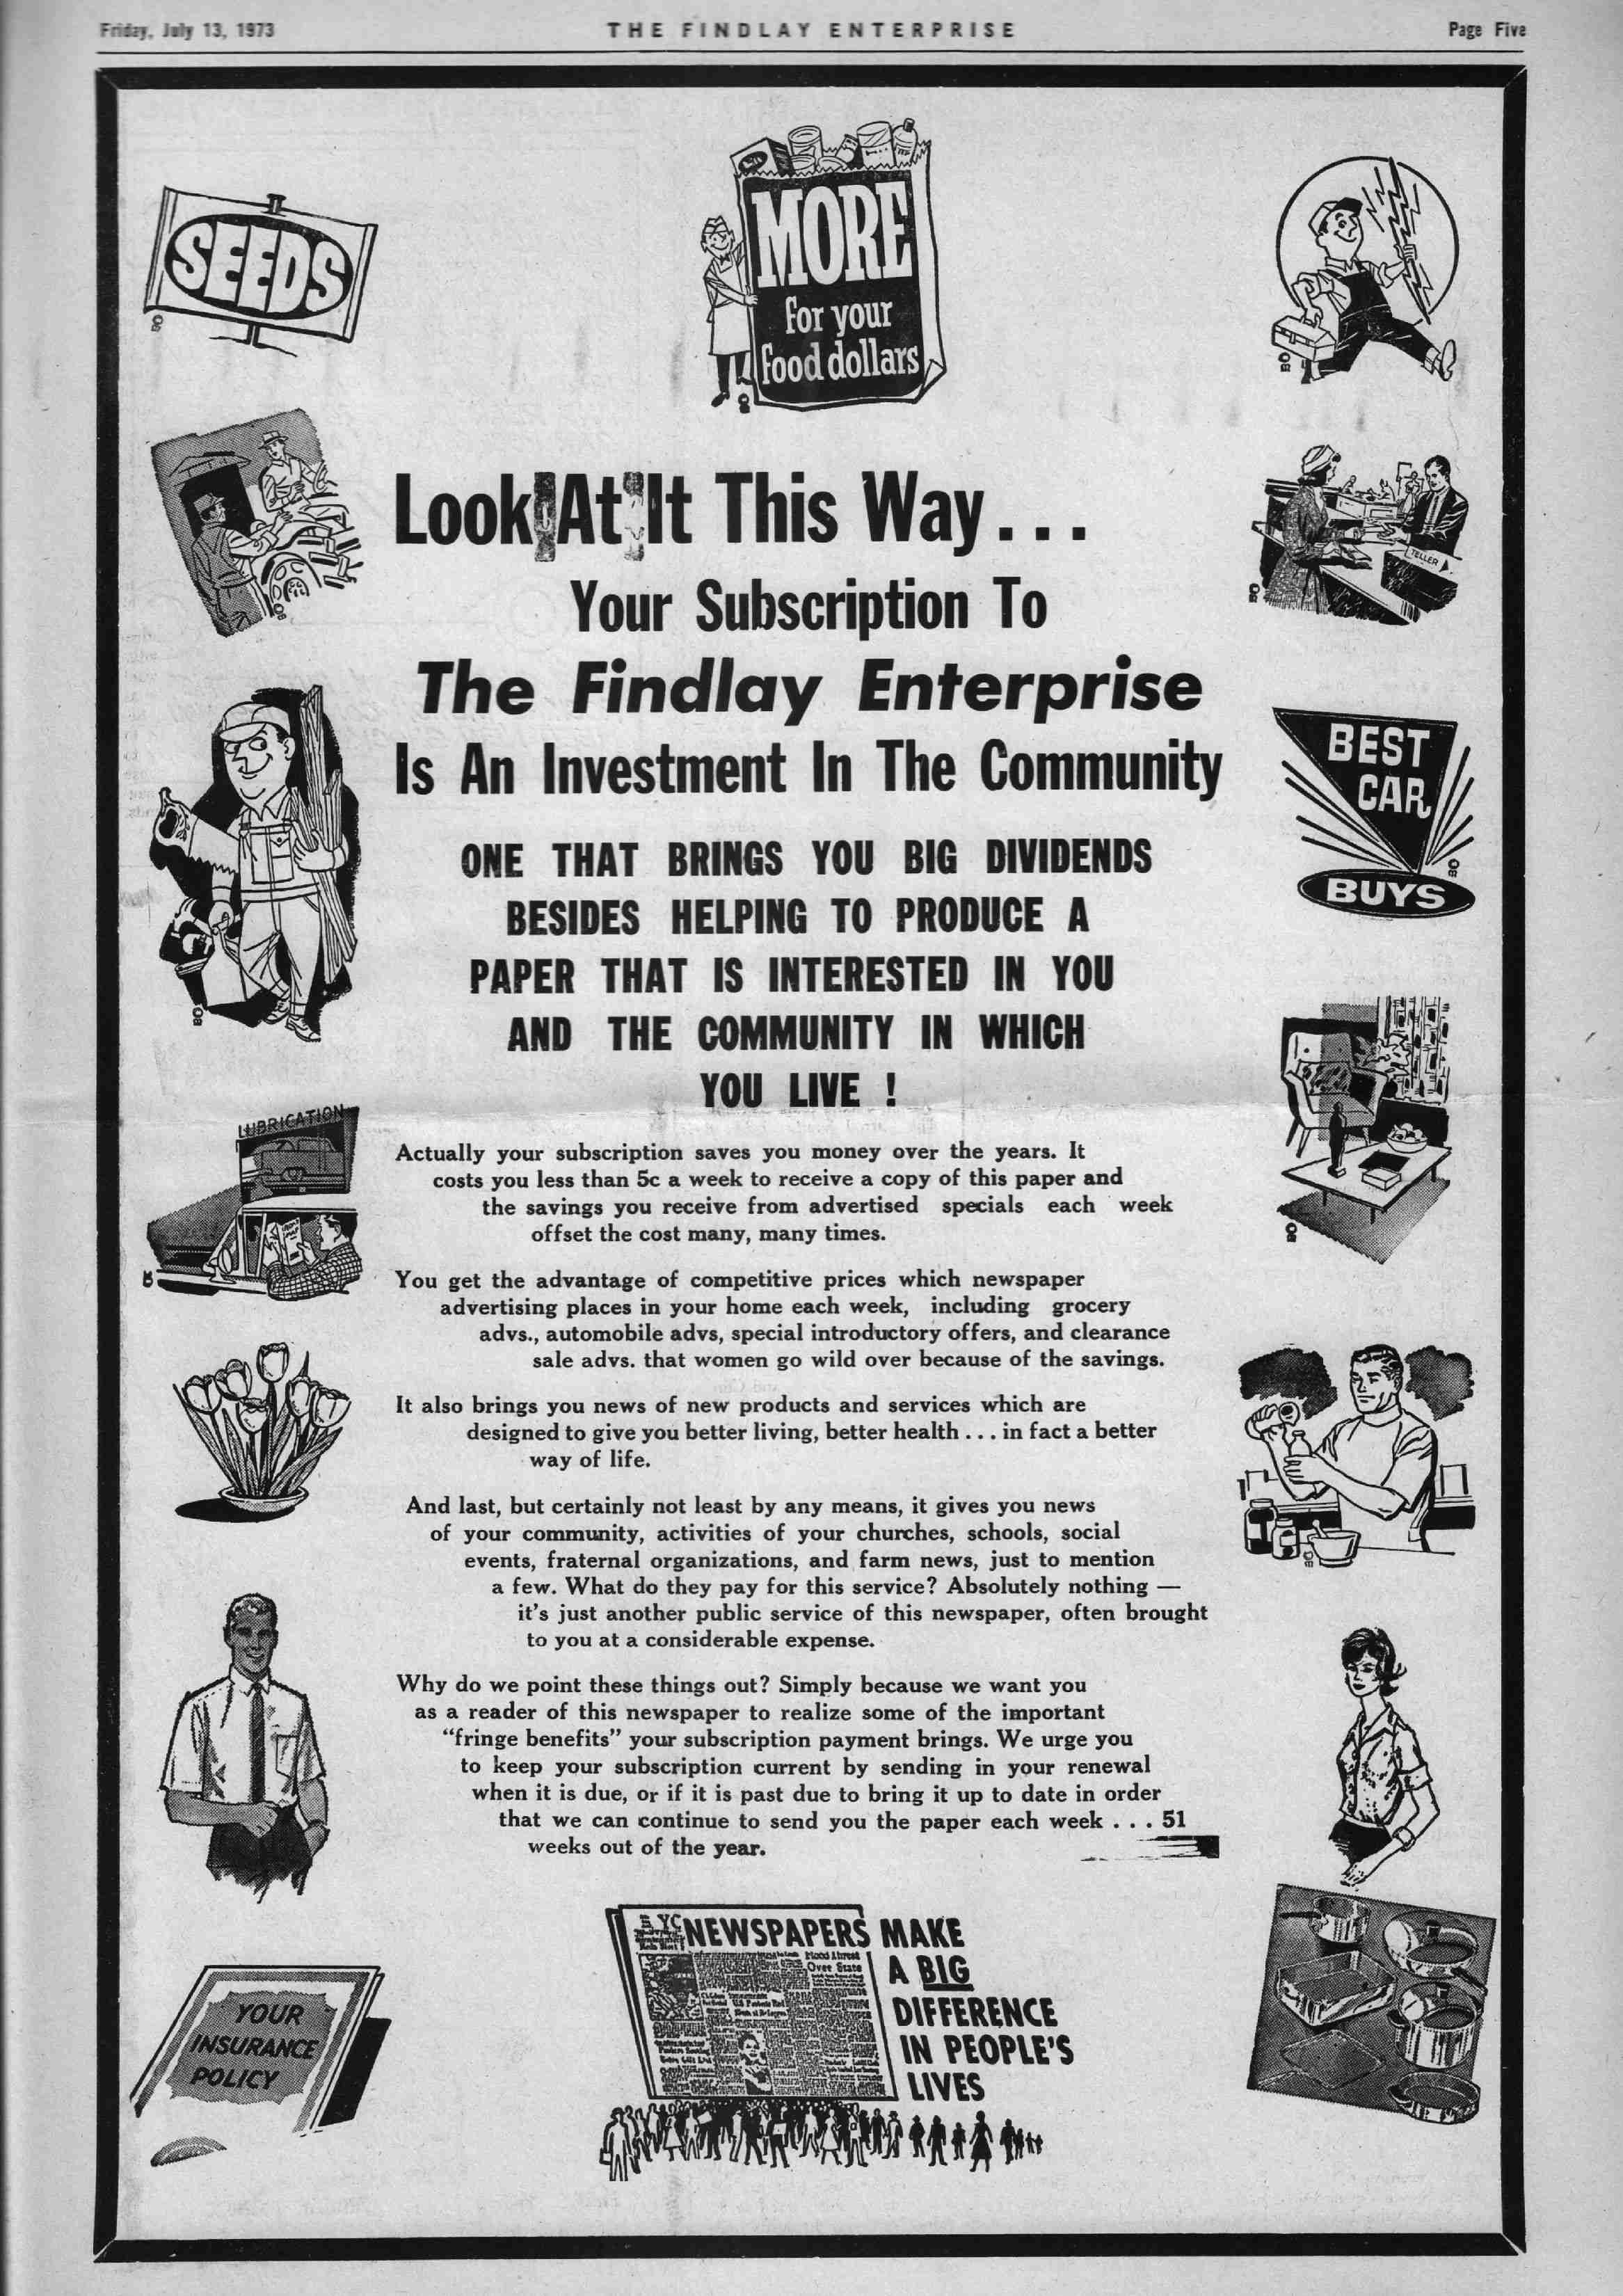 Friday, July 13, 1973
THE FINDLAY ENTERPRISE
Page Five
SEEDS
MORE
for your
food dollars
Look At It This Way . . .
Your Subscription To
The Findlay Enterprise
Is An Investment In The Community
ONE THAT BRINGS YOU BIG DIVIDENDS
BESIDES HELPING TO PRODUCE A
PAPER THAT IS INTERESTED IN YOU
AND THE COMMUNITY IN WHICH
YOU LIVE !
TELLER
BEST
CAR
BUYS
LUBRICATION
Actually your subscription saves you money over the years. It
costs you less than 5c a week to receive a copy of this paper and
the savings you receive from advertised specials each week
offset the cost many, many times.
You get the advantage of competitive prices which newspaper
advertising places in your home each week, including grocery
advs., automobile advs, special introductory offers, and clearance
sale advs. that women go wild over because of the savings.
It also brings you news of new products and services which are
designed to give you better living, better health . . . in fact a better
way of life.
And last, but certainly not least by any means, it gives you news
of your community, activities of your churches, schools, social
events, fraternal organizations, and farm news, just to mention
a few. What do they pay for this service? Absolutely nothing —
it's just another public service of this newspaper, often brought
to you at a considerable expense.
Why do we point these things out? Simply because we want you
as a reader of this newspaper to realize some of the important
"fringe benefits" your subscription payment brings. We urge you
to keep your subscription current by sending in your renewal
when it is due, or if it is past due to bring it up to date in order
that we can continue to send you the paper each week . . . 51
weeks out of the year.
YOUR
INSURANCE
POLICY
NEWSPAPERS MAKE
A BIG
DIFFERENCE
IN PEOPLE'S
LIVES
Over State